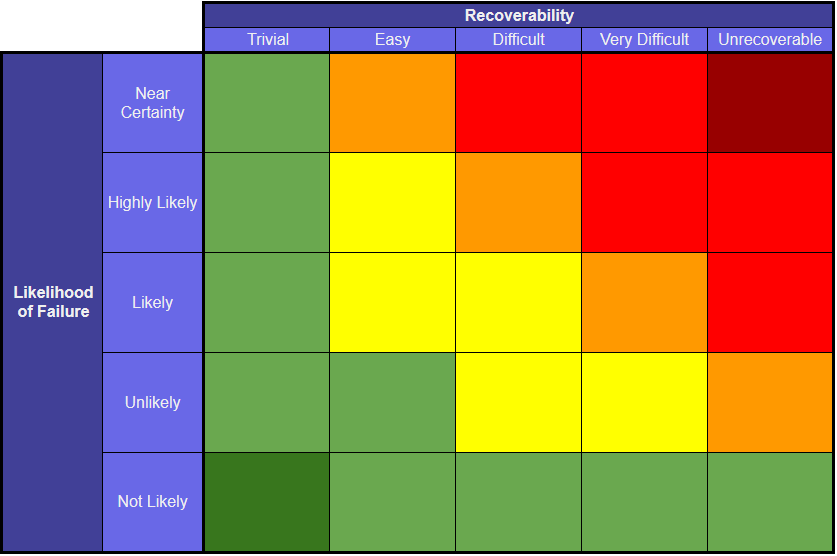 Recoverability
Trivial
Easy
Difficult
Very Difficult
Unrecoverable
Likelihood
of Failure
Near
Certainty
Highly Likely
Likely
Unlikely
Not Likely